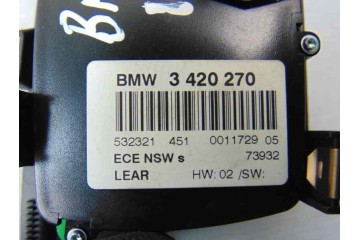 BMW 3 420 270
532321 451 0011729 05
ECE NSW s 73932
LEAR HW: 02 /SW: